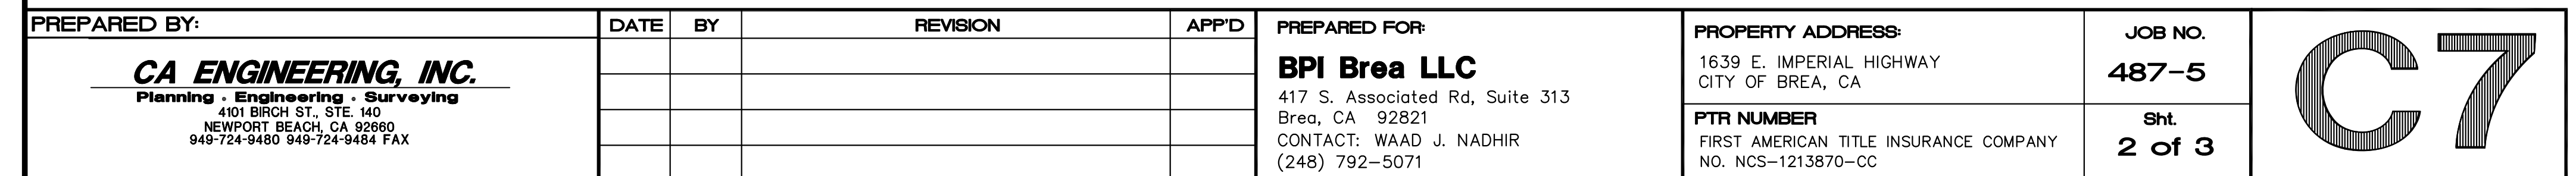 PREPARED BY:
CA ENGINEERING, INC.
Planning • Engineering • Surveying
4101 BIRCH ST., STE. 140
NEWPORT BEACH, CA 92660
949-724-9480 949-724-9484 FAX
DATE BY REVISION APP'D
PREPARED FOR:
BPI Brea LLC
417 S. Associated Rd, Suite 313
Brea, CA 92821
CONTACT: WAAD J. NADHIR
(248) 792-5071
PROPERTY ADDRESS:
1639 E. IMPERIAL HIGHWAY
CITY OF BREA, CA
PTR NUMBER
FIRST AMERICAN TITLE INSURANCE COMPANY
NO. NCS-1213870-CC
JOB NO.
487-5
Sht.
2 of 3
C7